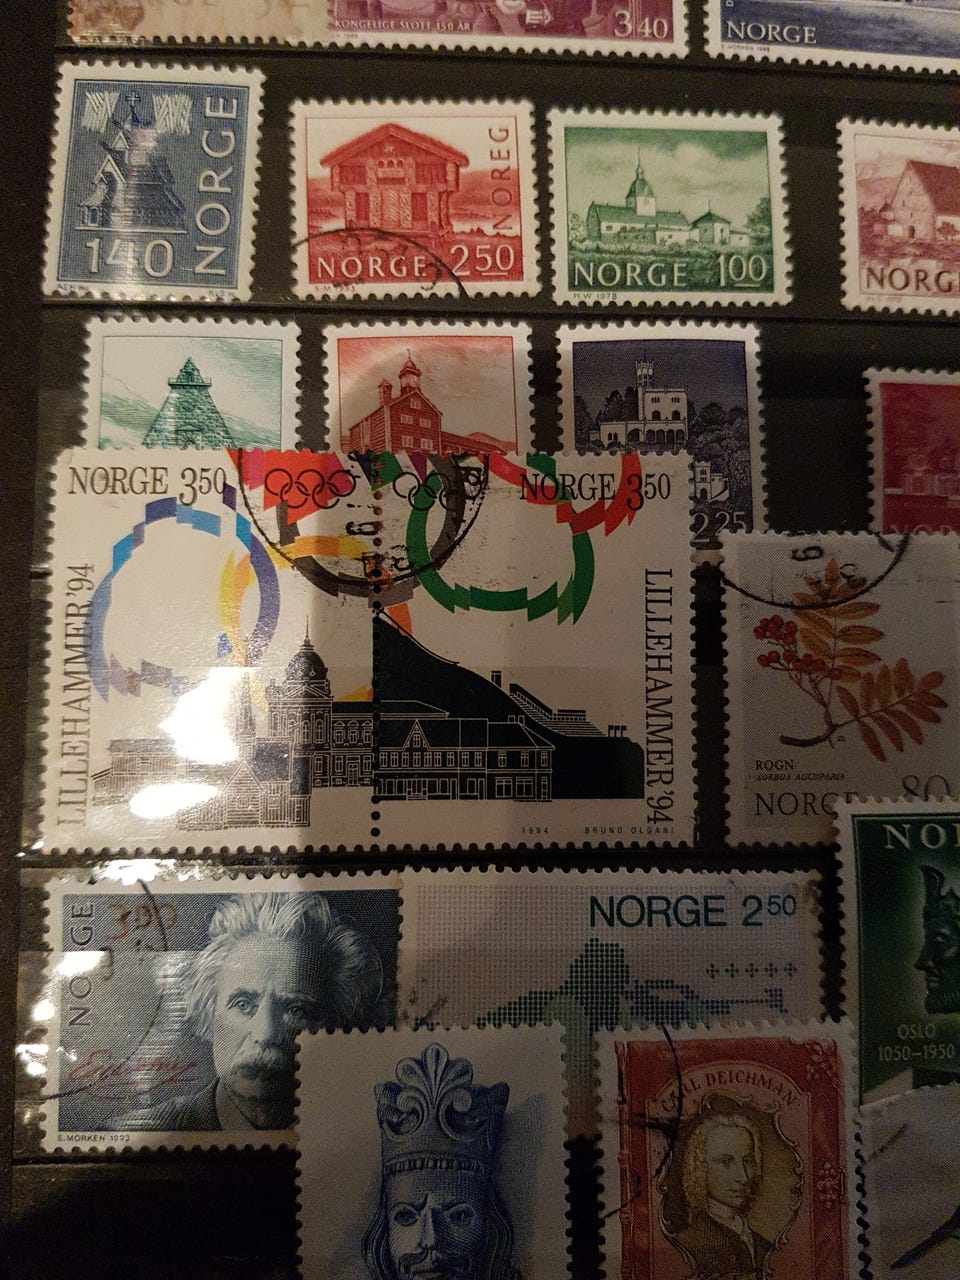 KONGELIGE SLOTT 150 ÅR
3.40
NORGE
NORGE
140
NOREG
NORGE 2.50
NORGE 1.00
H.W 1978
NORG
NORGE 3.50
NORGE 3.50
2.25
LILLEHAMMER '94
LILLEHAMMER '94
1994 BRUNO OLDANI
ROGN
SORBUS AUCUPARIA
NORGE 80
NORGE
S. MORKEN 1993
NORGE 2 50
OSLO
1050-1950
CARL DEICHMAN